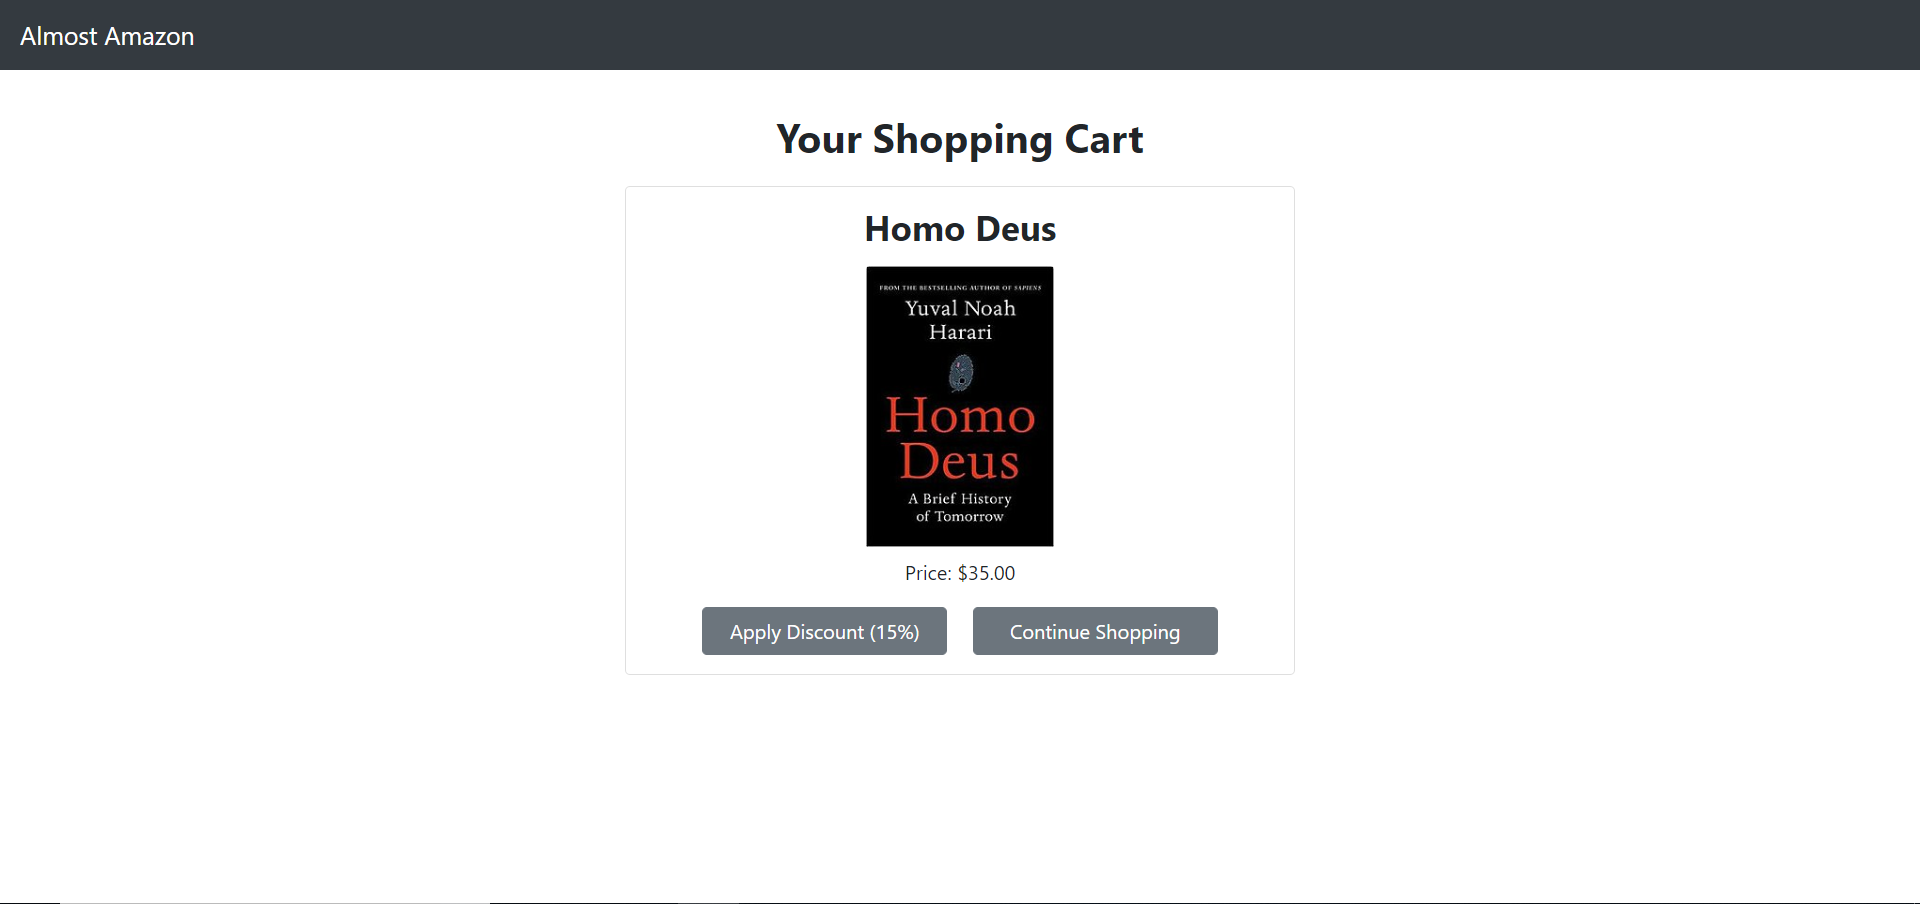 Almost Amazon
Your Shopping Cart
Homo Deus
FROM THE BESTSELLING AUTHOR OF SAPIENS
Yuval Noah
Harari
Homo
Deus
A Brief History
of Tomorrow
Price: $35.00
Apply Discount (15%)
Continue Shopping